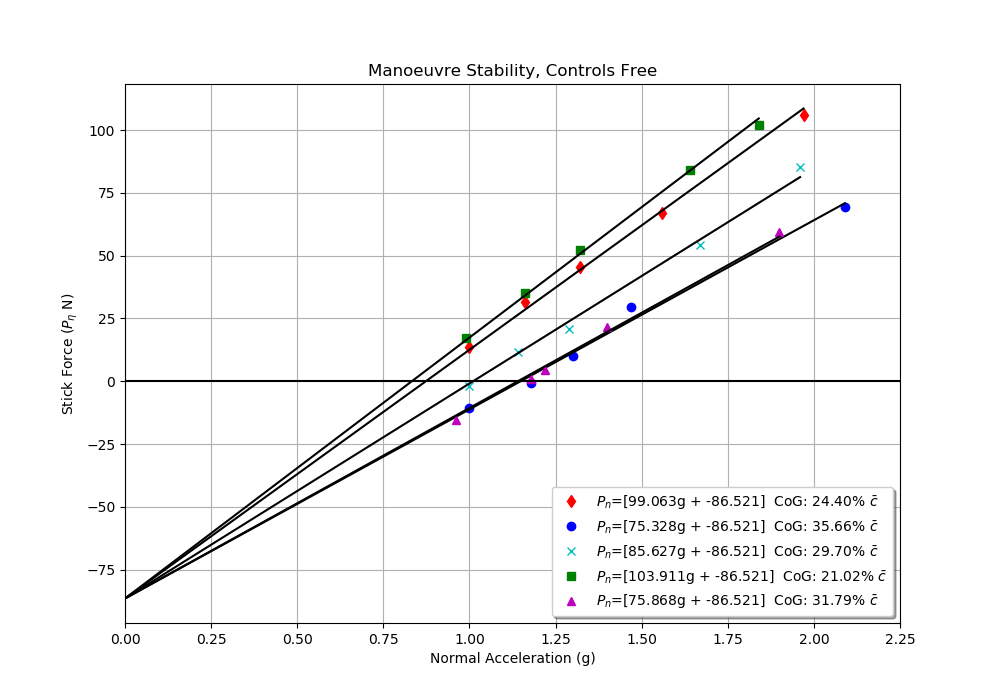 Manoeuvre Stability, Controls Free
Stick Force (Pη N)
100
75
50
25
0
−25
−50
−75
Pn=[99.063g + -86.521]  CoG: 24.40% c̄
Pn=[75.328g + -86.521]  CoG: 35.66% c̄
Pn=[85.627g + -86.521]  CoG: 29.70% c̄
Pn=[103.911g + -86.521]  CoG: 21.02% c̄
Pn=[75.868g + -86.521]  CoG: 31.79% c̄
0.00 0.25 0.50 0.75 1.00 1.25 1.50 1.75 2.00 2.25
Normal Acceleration (g)